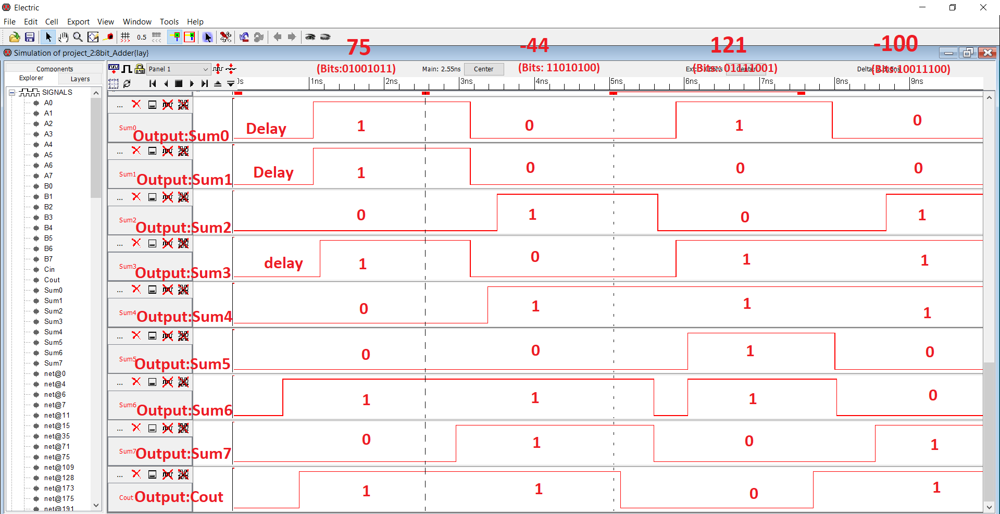 Electric
File Edit Cell Export View Window Tools Help
0.5
75 -44 121 -100
Simulation of project_2:8bit_Adder{lay}
Components
Explorer Layers
Panel 1
(Bits:01001011) Main: 2.55ns Center (Bits: 11010100) (Bits: 01111001) (Bits:10011100)
1ns 2ns 3ns 4ns 5ns 6ns 7ns 8ns 9ns
SIGNALS
A0
A1
A2
A3
A4
A5
A6
A7
B0
B1
B2
B3
B4
B5
B6
B7
Cin
Cout
Sum0
Sum1
Sum2
Sum3
Sum4
Sum5
Sum6
Sum7
net@0
net@4
net@6
net@7
net@11
net@15
net@35
net@71
net@75
net@109
net@128
net@173
net@175
net@191
... Sum0 Output:Sum0 Delay 1 0 1 0
... Sum1 Output:Sum1 Delay 1 0 0 0
... Sum2 Output:Sum2 0 1 0 1
... Sum3 Output:Sum3 delay 1 0 1 1
... Sum4 Output:Sum4 0 1 1 1
... Sum5 Output:Sum5 0 0 1 0
... Sum6 Output:Sum6 1 1 1 0
... Sum7 Output:Sum7 0 1 0 1
... Cout Output:Cout 1 1 0 1